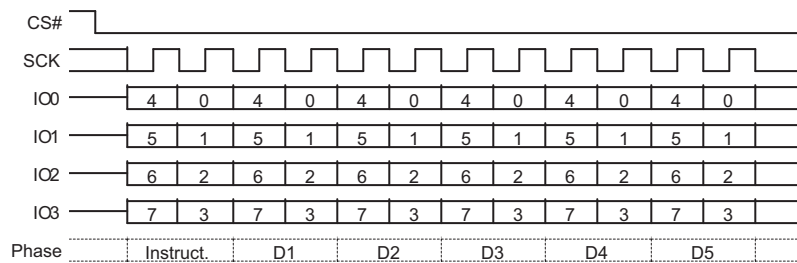 CS#
SCK
IO0 4 0 4 0 4 0 4 0 4 0 4 0
IO1 5 1 5 1 5 1 5 1 5 1 5 1
IO2 6 2 6 2 6 2 6 2 6 2 6 2
IO3 7 3 7 3 7 3 7 3 7 3 7 3
Phase Instruct. D1 D2 D3 D4 D5